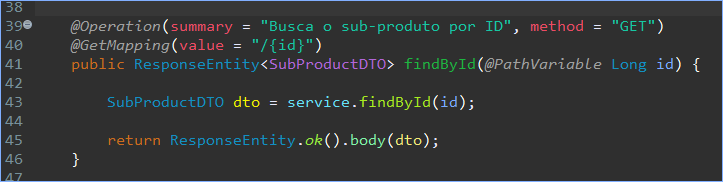 38
39 @Operation(summary = "Busca o sub-produto por ID", method = "GET")
40 @GetMapping(value = "/{id}")
41 public ResponseEntity<SubProductDTO> findById(@PathVariable Long id) {
42
43 SubProductDTO dto = service.findById(id);
44
45 return ResponseEntity.ok().body(dto);
46 }
47